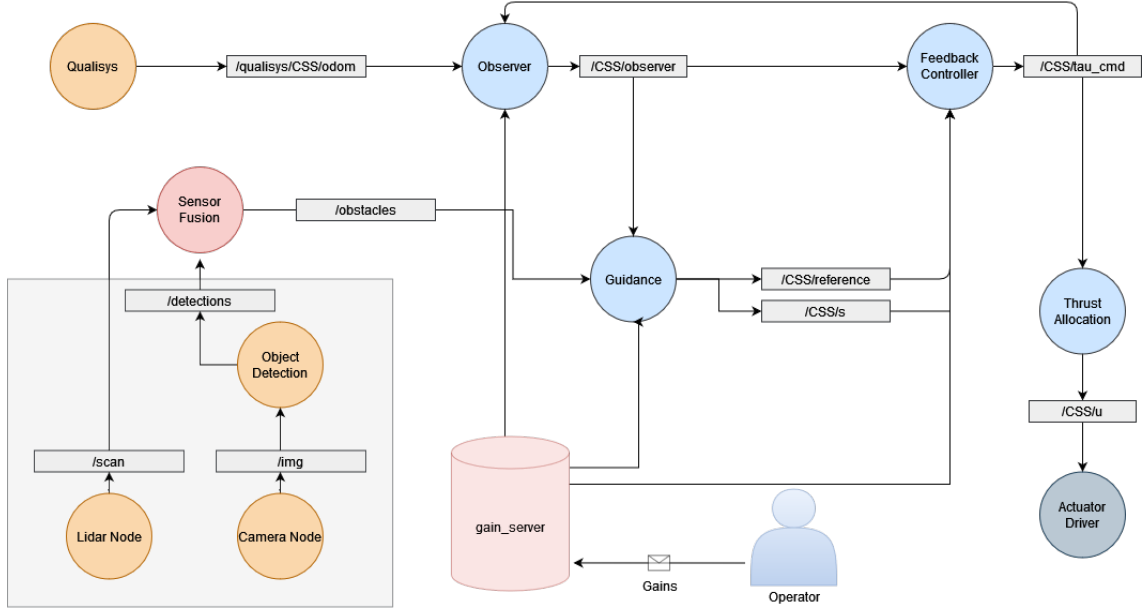 Qualisys
/qualisys/CSS/odom
Observer
/CSS/observer
Feedback
Controller
/CSS/tau_cmd
Sensor
Fusion
/obstacles
Guidance
/CSS/reference
/CSS/s
Thrust
Allocation
/detections
Object
Detection
/CSS/u
/scan
/img
Lidar Node
Camera Node
gain_server
Actuator
Driver
Gains
Operator